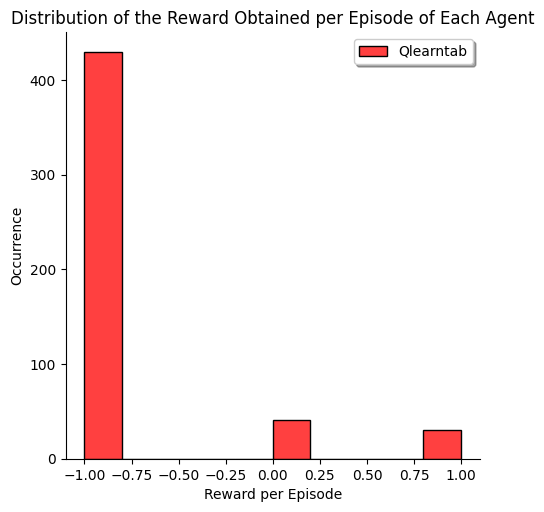 Distribution of the Reward Obtained per Episode of Each Agent
Qlearntab
Occurrence
400
300
200
100
0
−1.00 −0.75 −0.50 −0.25 0.00 0.25 0.50 0.75 1.00
Reward per Episode